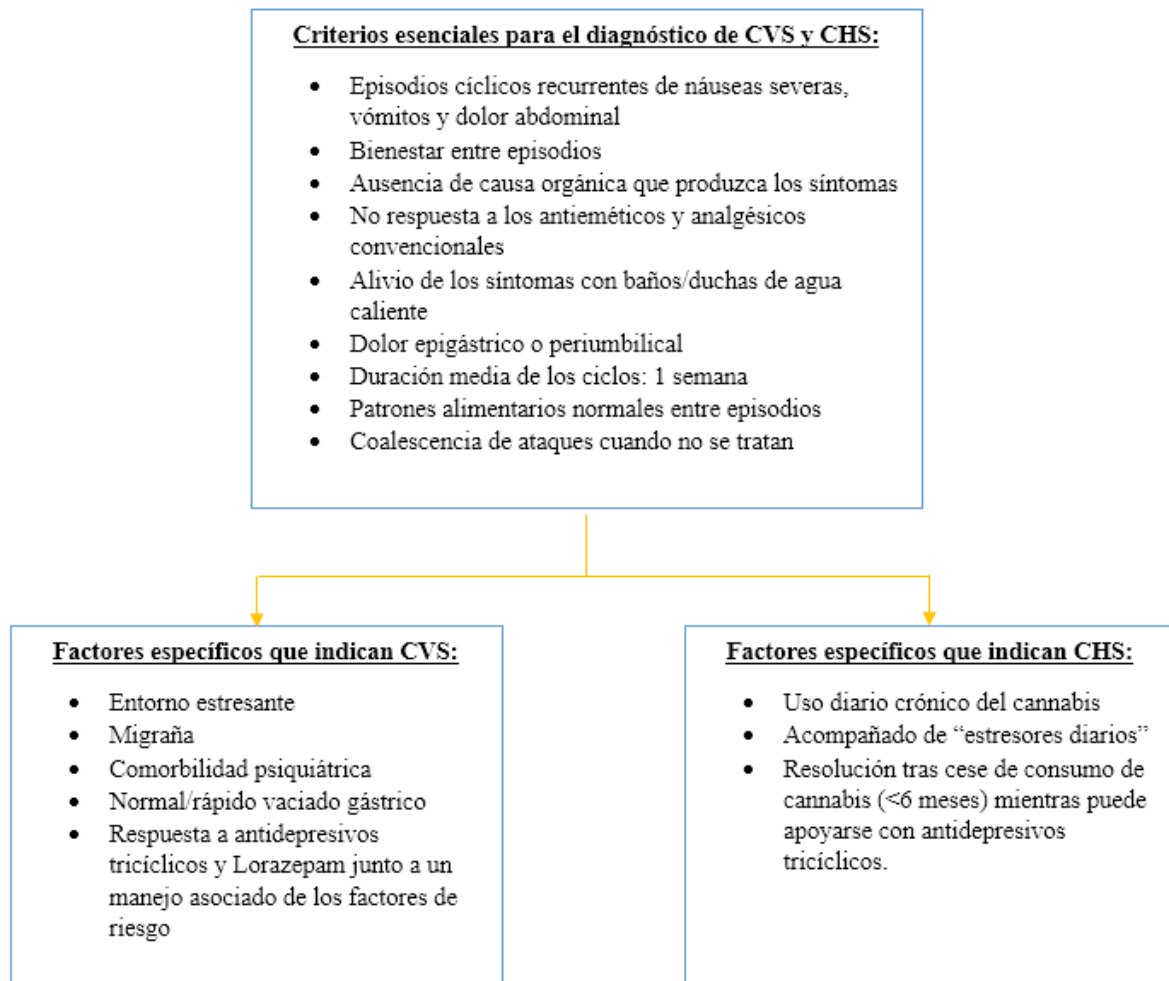 Criterios esenciales para el diagnóstico de CVS y CHS:
• Episodios cíclicos recurrentes de náuseas severas,
vómitos y dolor abdominal
• Bienestar entre episodios
• Ausencia de causa orgánica que produzca los síntomas
• No respuesta a los antieméticos y analgésicos
convencionales
• Alivio de los síntomas con baños/duchas de agua
caliente
• Dolor epigástrico o periumbilical
• Duración media de los ciclos: 1 semana
• Patrones alimentarios normales entre episodios
• Coalescencia de ataques cuando no se tratan
Factores específicos que indican CVS:
• Entorno estresante
• Migraña
• Comorbilidad psiquiátrica
• Normal/rápido vaciado gástrico
• Respuesta a antidepresivos
tricíclicos y Lorazepam junto a un
manejo asociado de los factores de
riesgo
Factores específicos que indican CHS:
• Uso diario crónico del cannabis
• Acompañado de “estresores diarios”
• Resolución tras cese de consumo de
cannabis (<6 meses) mientras puede
apoyarse con antidepresivos
tricíclicos.